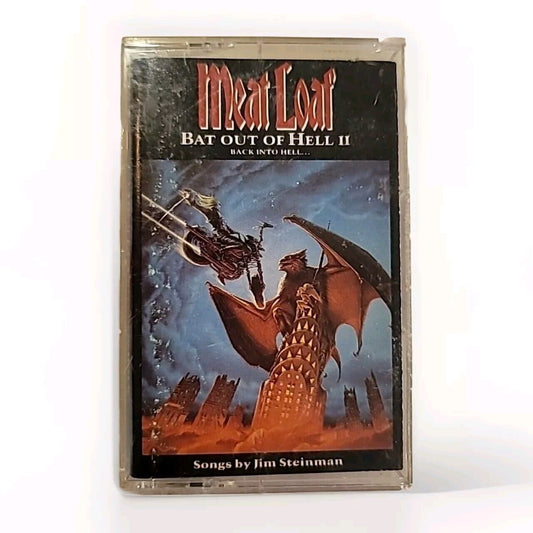 Meat Loaf
BAT OUT OF HELL II
BACK INTO HELL...
Songs by Jim Steinman